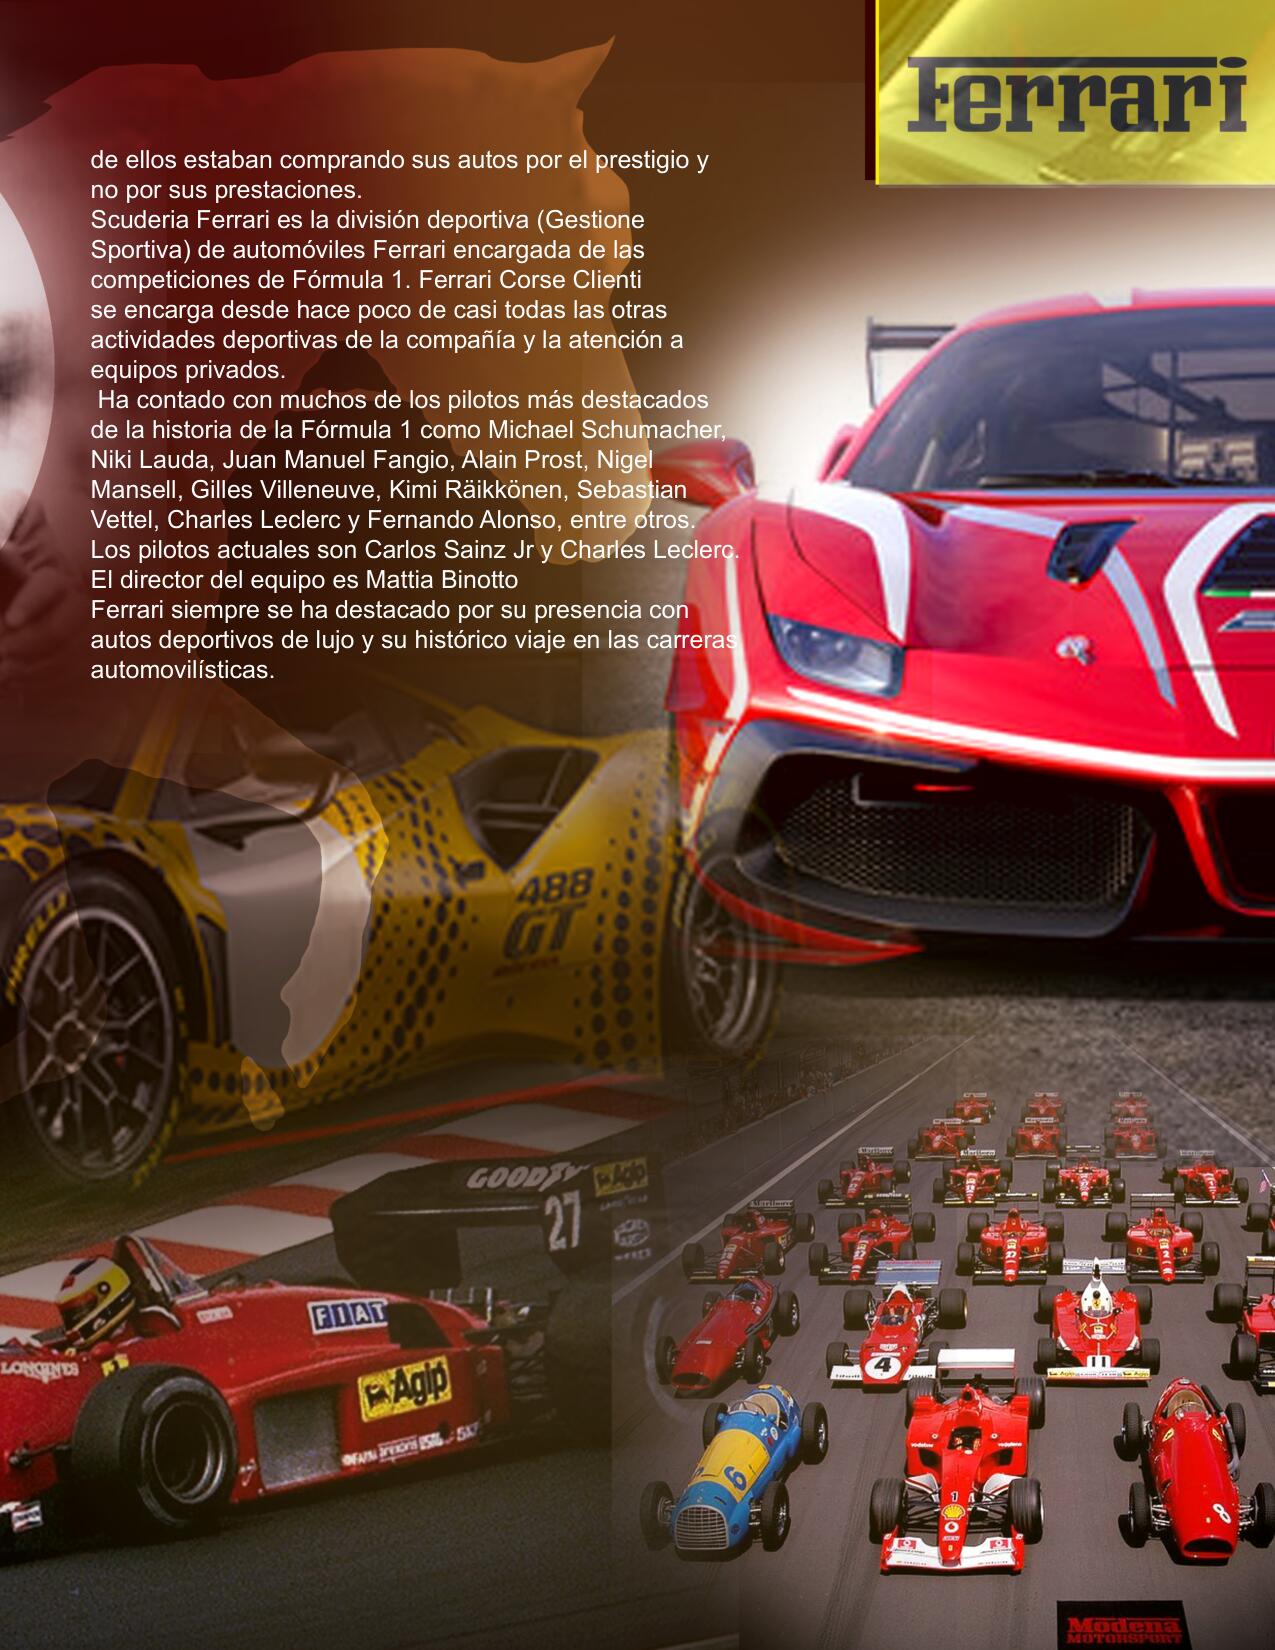 Ferrari
de ellos estaban comprando sus autos por el prestigio y
no por sus prestaciones.
Scuderia Ferrari es la división deportiva (Gestione
Sportiva) de automóviles Ferrari encargada de las
competiciones de Fórmula 1. Ferrari Corse Clienti
se encarga desde hace poco de casi todas las otras
actividades deportivas de la compañía y la atención a
equipos privados.
Ha contado con muchos de los pilotos más destacados
de la historia de la Fórmula 1 como Michael Schumacher,
Niki Lauda, Juan Manuel Fangio, Alain Prost, Nigel
Mansell, Gilles Villeneuve, Kimi Räikkönen, Sebastian
Vettel, Charles Leclerc y Fernando Alonso, entre otros.
Los pilotos actuales son Carlos Sainz Jr y Charles Leclerc.
El director del equipo es Mattia Binotto
Ferrari siempre se ha destacado por su presencia con
autos deportivos de lujo y su histórico viaje en las carreras
automovilísticas.
488
GT
PIRELLI
GOODYEAR
Agip
27
FIAT
LONGINES
Agip
Marlboro
4
11
6
1
vodafone
vodafone
8
Modena
MOTORSPORT